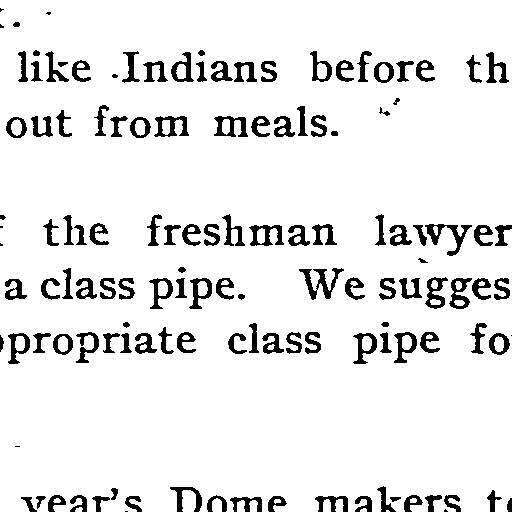 like Indians before th
out from meals.
the freshman lawyer
a class pipe. We sugges
ppropriate class pipe fo
year's Dome makers to